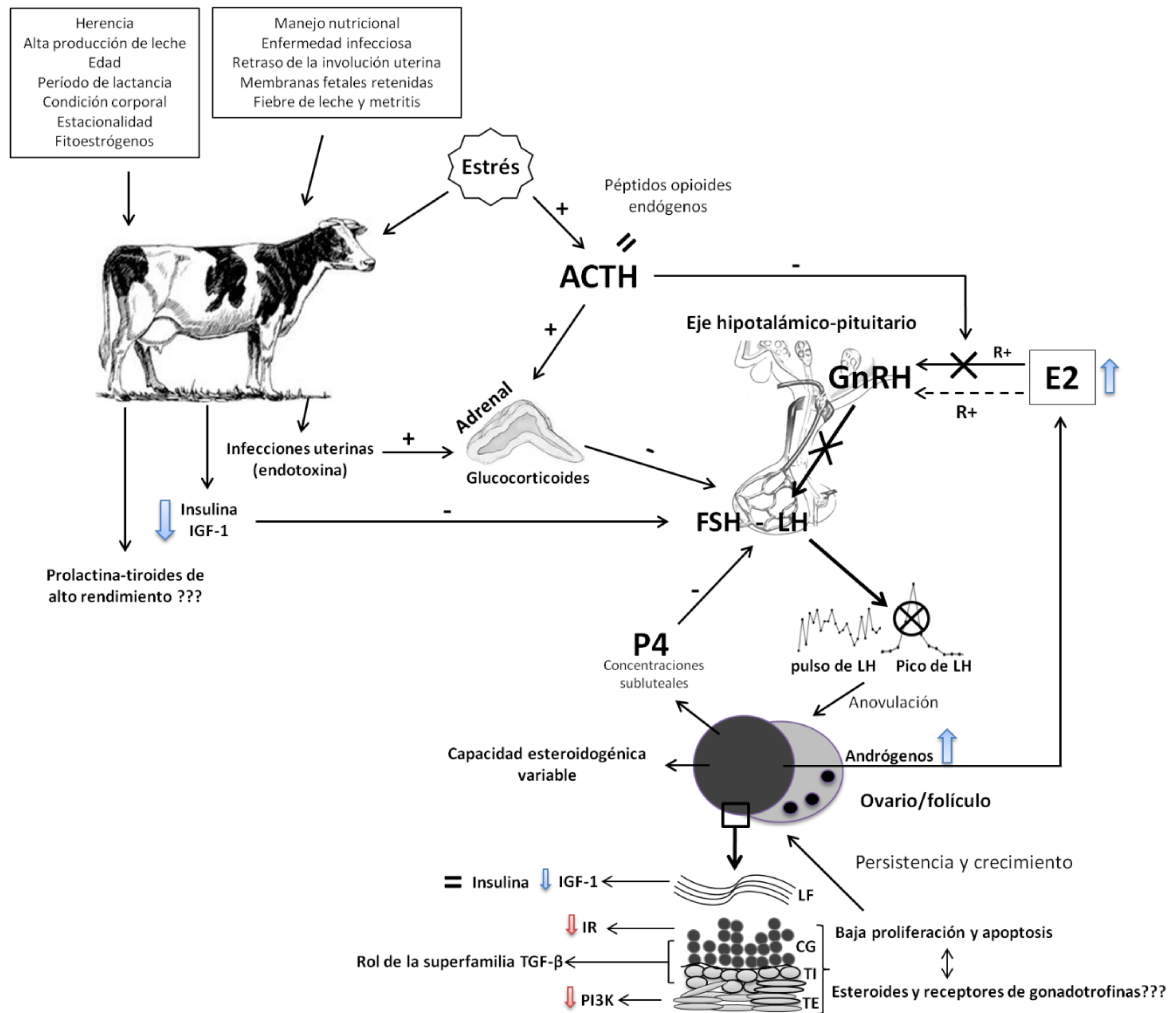 Herencia
Alta producción de leche
Edad
Período de lactancia
Condición corporal
Estacionalidad
Fitoestrógenos
Manejo nutricional
Enfermedad infecciosa
Retraso de la involución uterina
Membranas fetales retenidas
Fiebre de leche y metritis
Estrés
+
Péptidos opioides
endógenos
=
ACTH
-
+
Eje hipotalámico-pituitario
GnRH
R+
R+
E2
Adrenal
Glucocorticoides
-
Infecciones uterinas
(endotoxina)
+
Insulina
IGF-1
-
FSH - LH
Prolactina-tiroides de
alto rendimiento ???
-
P4
Concentraciones
subluteales
pulso de LH
Pico de LH
Anovulación
Capacidad esteroidogénica
variable
Andrógenos
Ovario/folículo
Persistencia y crecimiento
= Insulina
IGF-1
LF
IR
CG
Rol de la superfamilia TGF-β
TI
PI3K
TE
Baja proliferación y apoptosis
Esteroides y receptores de gonadotrofinas???